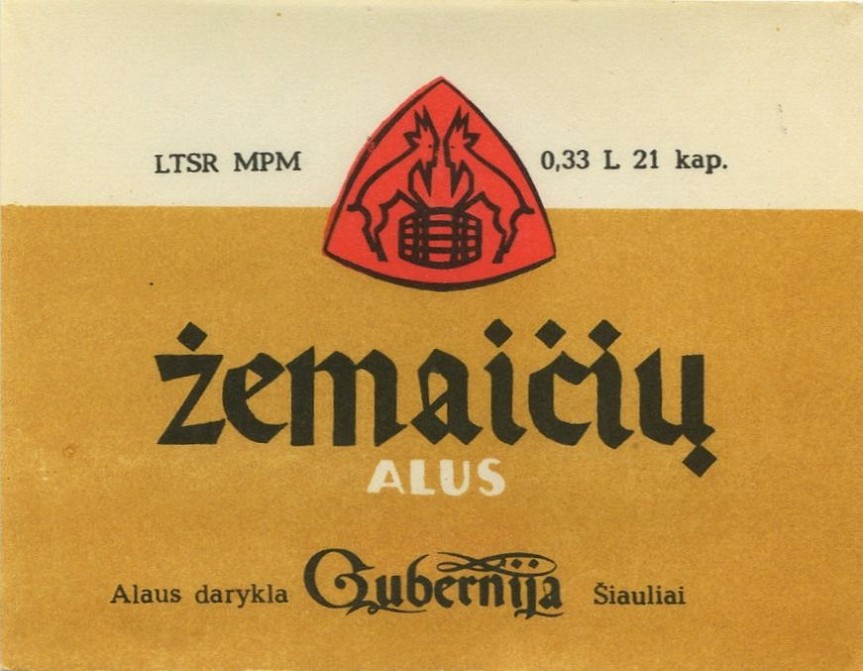 LTSR MPM 0,33 L 21 kap.
žemaičių
ALUS
Alaus darykla Gubernija Šiauliai